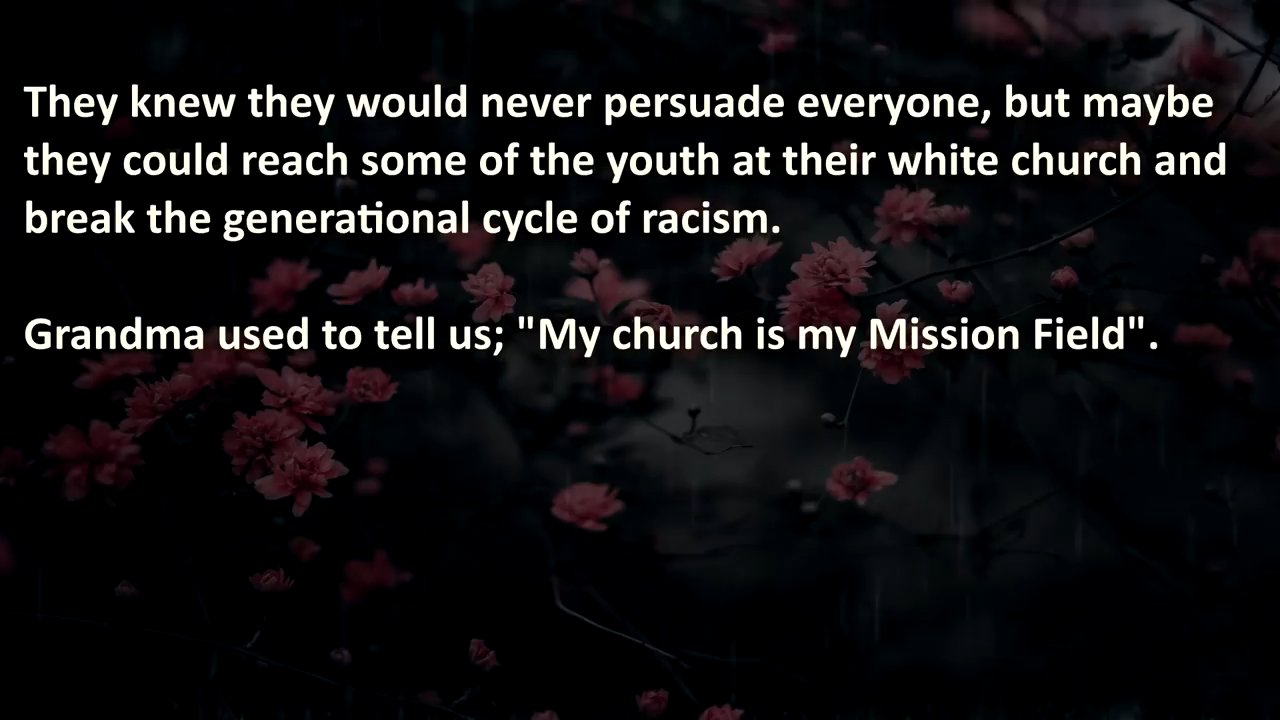 They knew they would never persuade everyone, but maybe
they could reach some of the youth at their white church and
break the generational cycle of racism.
Grandma used to tell us; "My church is my Mission Field".